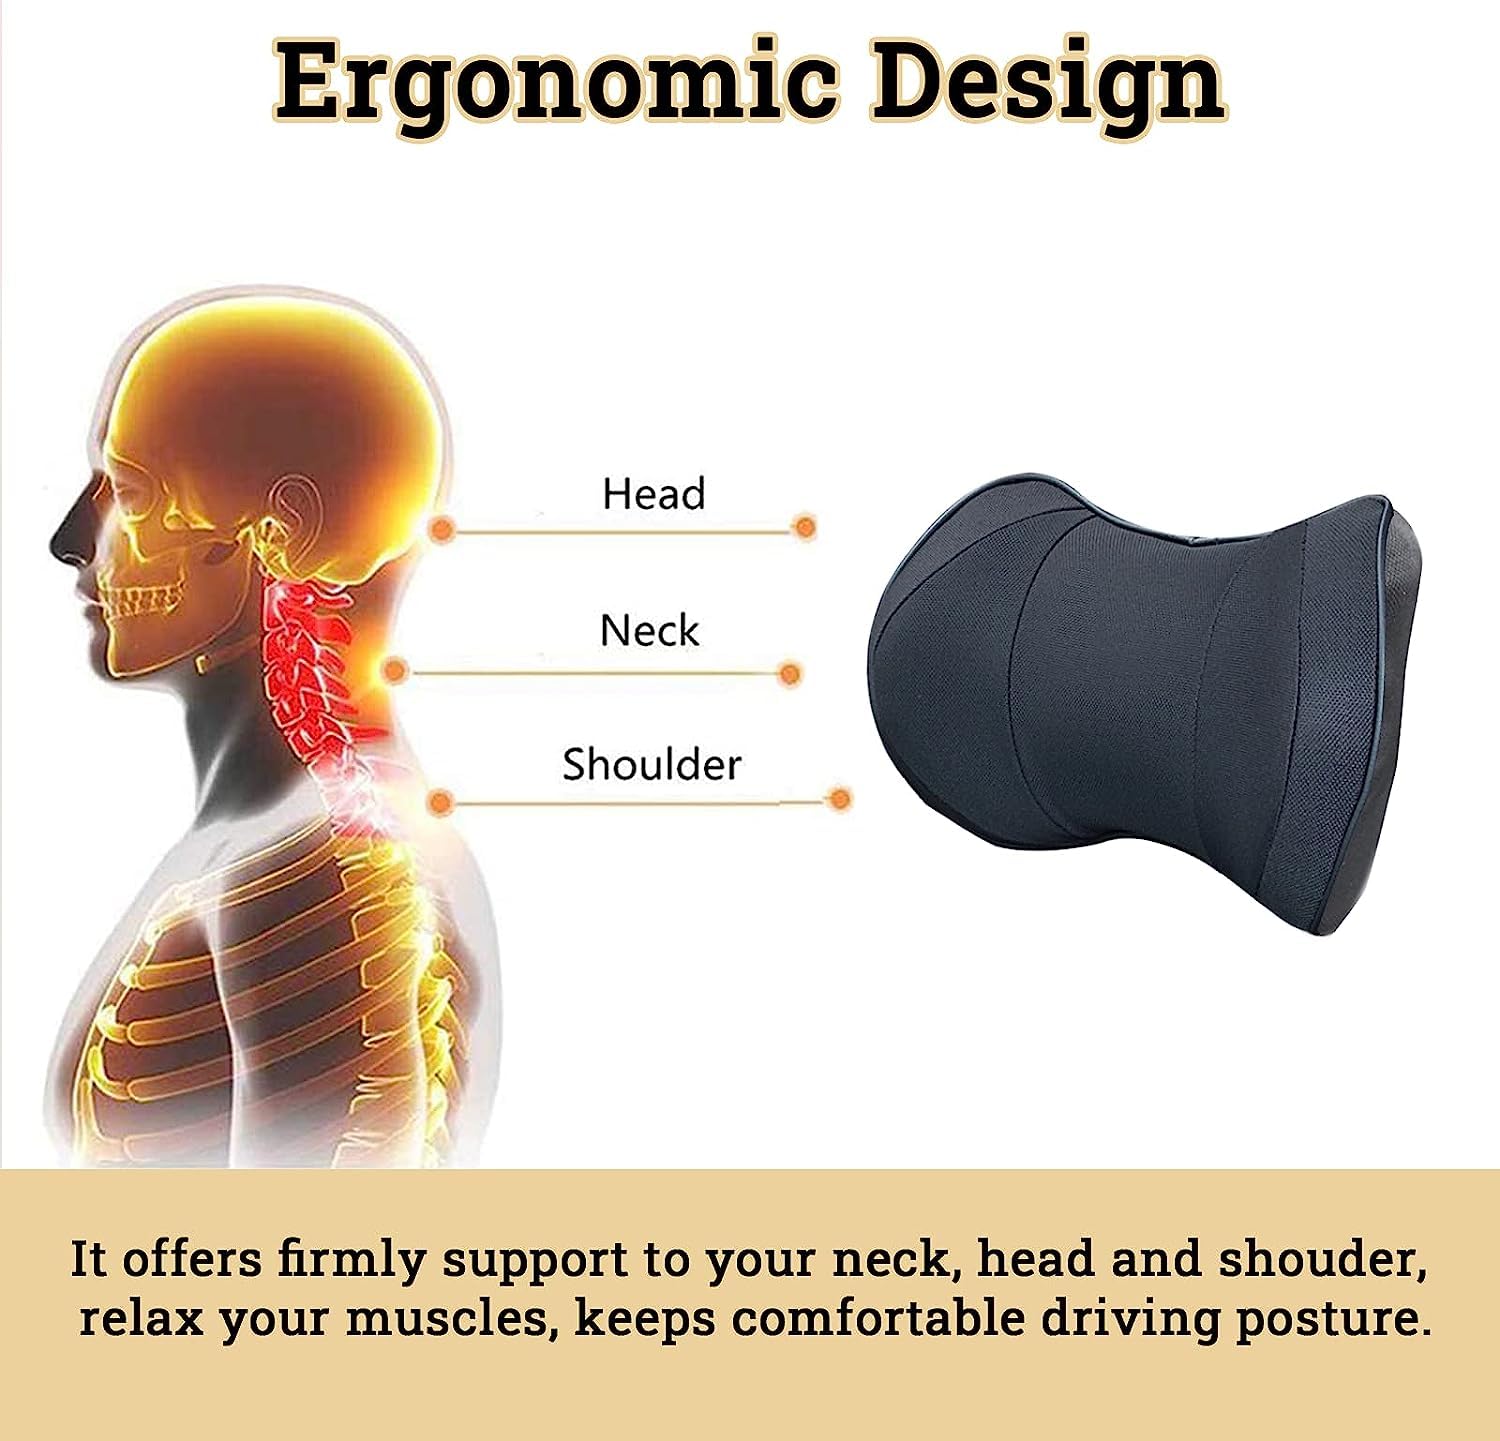 Ergonomic Design
Head
Neck
Shoulder
It offers firmly support to your neck, head and shouder,
relax your muscles, keeps comfortable driving posture.